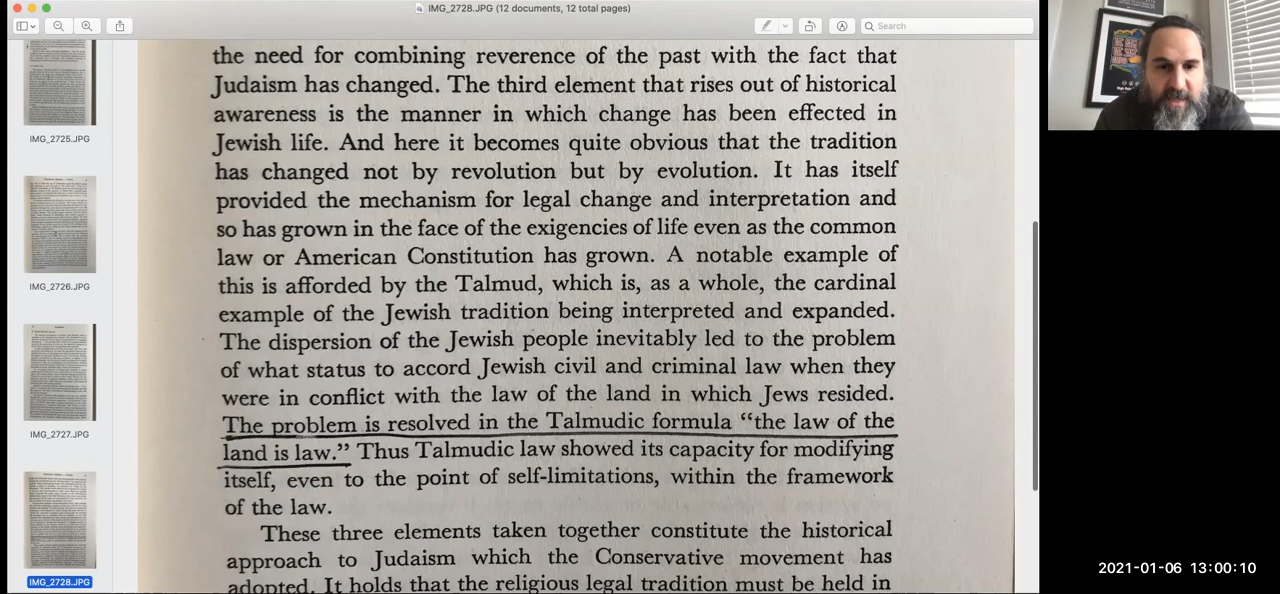 IMG_2728.JPG (12 documents, 12 total pages)
Search
IMG_2725.JPG
IMG_2726.JPG
IMG_2727.JPG
IMG_2728.JPG
the need for combining reverence of the past with the fact that
Judaism has changed. The third element that rises out of historical
awareness is the manner in which change has been effected in
Jewish life. And here it becomes quite obvious that the tradition
has changed not by revolution but by evolution. It has itself
provided the mechanism for legal change and interpretation and
so has grown in the face of the exigencies of life even as the common
law or American Constitution has grown. A notable example of
this is afforded by the Talmud, which is, as a whole, the cardinal
example of the Jewish tradition being interpreted and expanded.
The dispersion of the Jewish people inevitably led to the problem
of what status to accord Jewish civil and criminal law when they
were in conflict with the law of the land in which Jews resided.
The problem is resolved in the Talmudic formula “the law of the
land is law.” Thus Talmudic law showed its capacity for modifying
itself, even to the point of self-limitations, within the framework
of the law.
These three elements taken together constitute the historical
approach to Judaism which the Conservative movement has
adopted. It holds that the religious legal tradition must be held in
2021-01-06 13:00:10